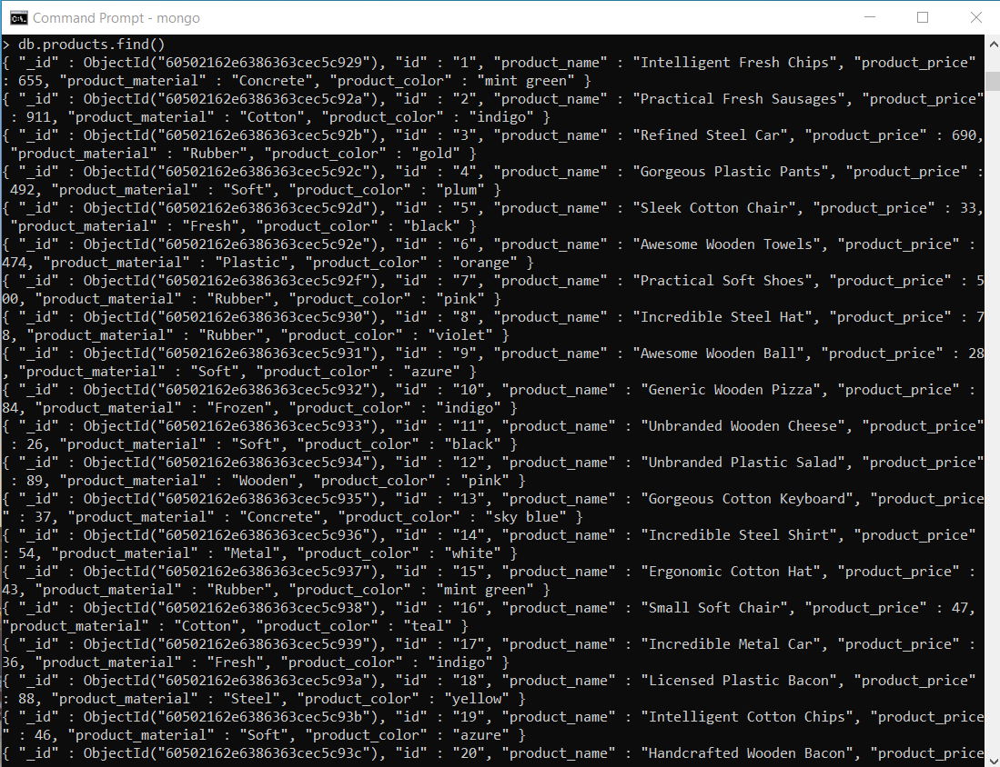 Command Prompt - mongo
> db.products.find()
{ "_id" : ObjectId("60502162e6386363cec5c929"), "id" : "1", "product_name" : "Intelligent Fresh Chips", "product_price"
: 655, "product_material" : "Concrete", "product_color" : "mint green" }
{ "_id" : ObjectId("60502162e6386363cec5c92a"), "id" : "2", "product_name" : "Practical Fresh Sausages", "product_price"
: 911, "product_material" : "Cotton", "product_color" : "indigo" }
{ "_id" : ObjectId("60502162e6386363cec5c92b"), "id" : "3", "product_name" : "Refined Steel Car", "product_price" : 690,
"product_material" : "Rubber", "product_color" : "gold" }
{ "_id" : ObjectId("60502162e6386363cec5c92c"), "id" : "4", "product_name" : "Gorgeous Plastic Pants", "product_price" :
492, "product_material" : "Soft", "product_color" : "plum" }
{ "_id" : ObjectId("60502162e6386363cec5c92d"), "id" : "5", "product_name" : "Sleek Cotton Chair", "product_price" : 33,
"product_material" : "Fresh", "product_color" : "black" }
{ "_id" : ObjectId("60502162e6386363cec5c92e"), "id" : "6", "product_name" : "Awesome Wooden Towels", "product_price" :
474, "product_material" : "Plastic", "product_color" : "orange" }
{ "_id" : ObjectId("60502162e6386363cec5c92f"), "id" : "7", "product_name" : "Practical Soft Shoes", "product_price" : 5
00, "product_material" : "Rubber", "product_color" : "pink" }
{ "_id" : ObjectId("60502162e6386363cec5c930"), "id" : "8", "product_name" : "Incredible Steel Hat", "product_price" : 7
8, "product_material" : "Rubber", "product_color" : "violet" }
{ "_id" : ObjectId("60502162e6386363cec5c931"), "id" : "9", "product_name" : "Awesome Wooden Ball", "product_price" : 28
, "product_material" : "Soft", "product_color" : "azure" }
{ "_id" : ObjectId("60502162e6386363cec5c932"), "id" : "10", "product_name" : "Generic Wooden Pizza", "product_price" :
84, "product_material" : "Frozen", "product_color" : "indigo" }
{ "_id" : ObjectId("60502162e6386363cec5c933"), "id" : "11", "product_name" : "Unbranded Wooden Cheese", "product_price"
: 26, "product_material" : "Soft", "product_color" : "black" }
{ "_id" : ObjectId("60502162e6386363cec5c934"), "id" : "12", "product_name" : "Unbranded Plastic Salad", "product_price"
: 89, "product_material" : "Wooden", "product_color" : "pink" }
{ "_id" : ObjectId("60502162e6386363cec5c935"), "id" : "13", "product_name" : "Gorgeous Cotton Keyboard", "product_price
" : 37, "product_material" : "Concrete", "product_color" : "sky blue" }
{ "_id" : ObjectId("60502162e6386363cec5c936"), "id" : "14", "product_name" : "Incredible Steel Shirt", "product_price"
: 54, "product_material" : "Metal", "product_color" : "white" }
{ "_id" : ObjectId("60502162e6386363cec5c937"), "id" : "15", "product_name" : "Ergonomic Cotton Hat", "product_price" :
43, "product_material" : "Rubber", "product_color" : "mint green" }
{ "_id" : ObjectId("60502162e6386363cec5c938"), "id" : "16", "product_name" : "Small Soft Chair", "product_price" : 47,
"product_material" : "Cotton", "product_color" : "teal" }
{ "_id" : ObjectId("60502162e6386363cec5c939"), "id" : "17", "product_name" : "Incredible Metal Car", "product_price" :
36, "product_material" : "Fresh", "product_color" : "indigo" }
{ "_id" : ObjectId("60502162e6386363cec5c93a"), "id" : "18", "product_name" : "Licensed Plastic Bacon", "product_price"
: 88, "product_material" : "Steel", "product_color" : "yellow" }
{ "_id" : ObjectId("60502162e6386363cec5c93b"), "id" : "19", "product_name" : "Intelligent Cotton Chips", "product_price
" : 46, "product_material" : "Soft", "product_color" : "azure" }
{ "_id" : ObjectId("60502162e6386363cec5c93c"), "id" : "20", "product_name" : "Handcrafted Wooden Bacon", "product_price